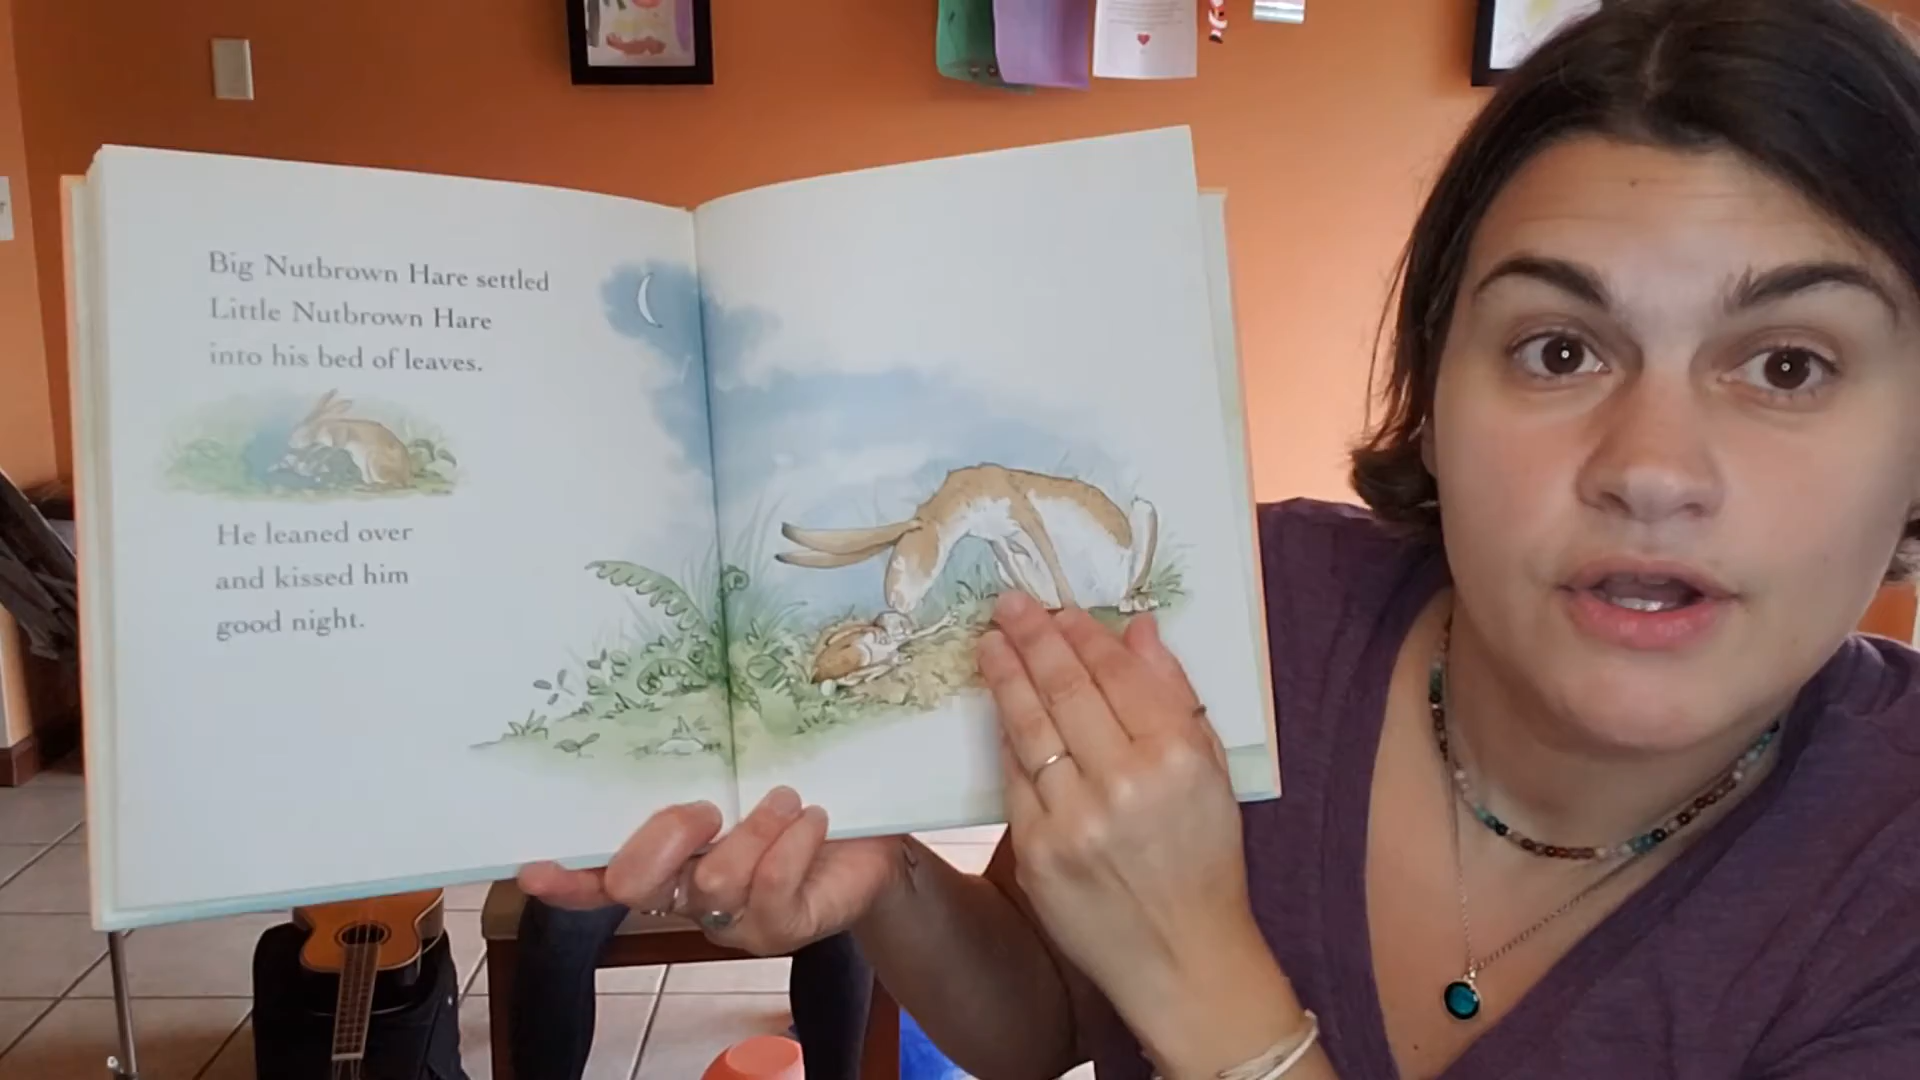 Big Nutbrown Hare settled
Little Nutbrown Hare
into his bed of leaves.
He leaned over
and kissed him
good night.